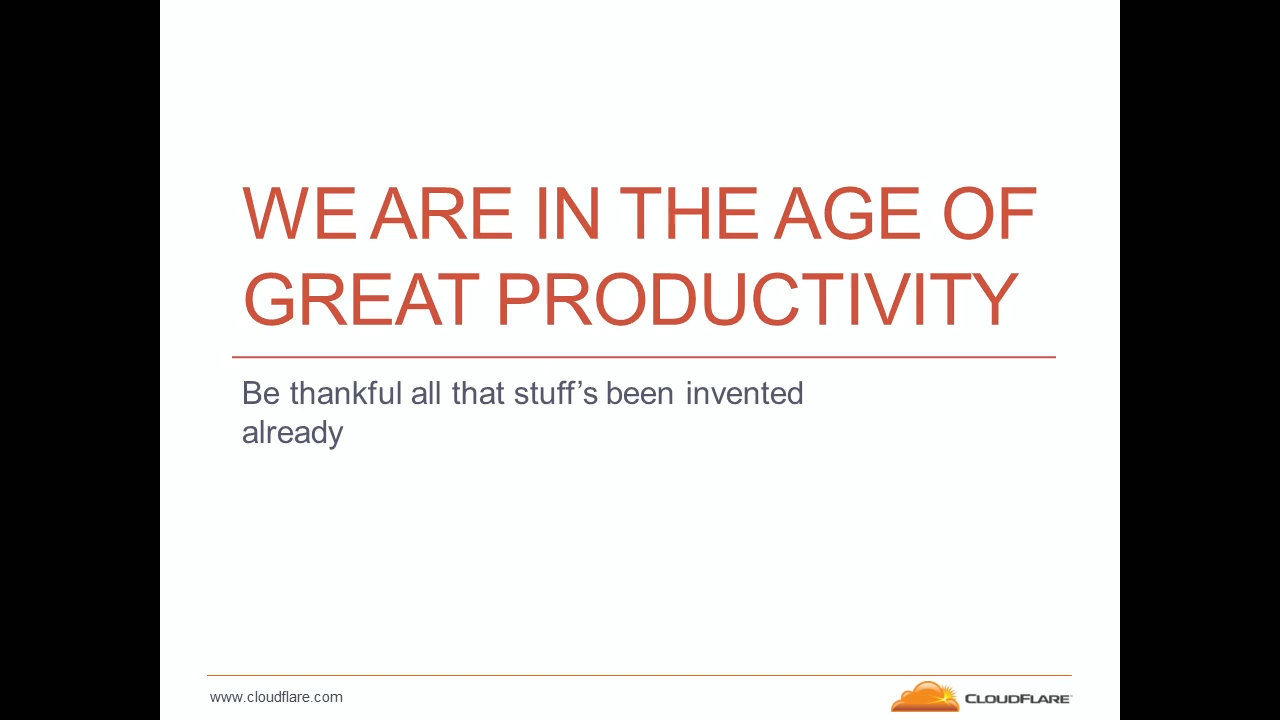 WE ARE IN THE AGE OF
GREAT PRODUCTIVITY
Be thankful all that stuff’s been invented
already
www.cloudflare.com
CLOUDFLARE